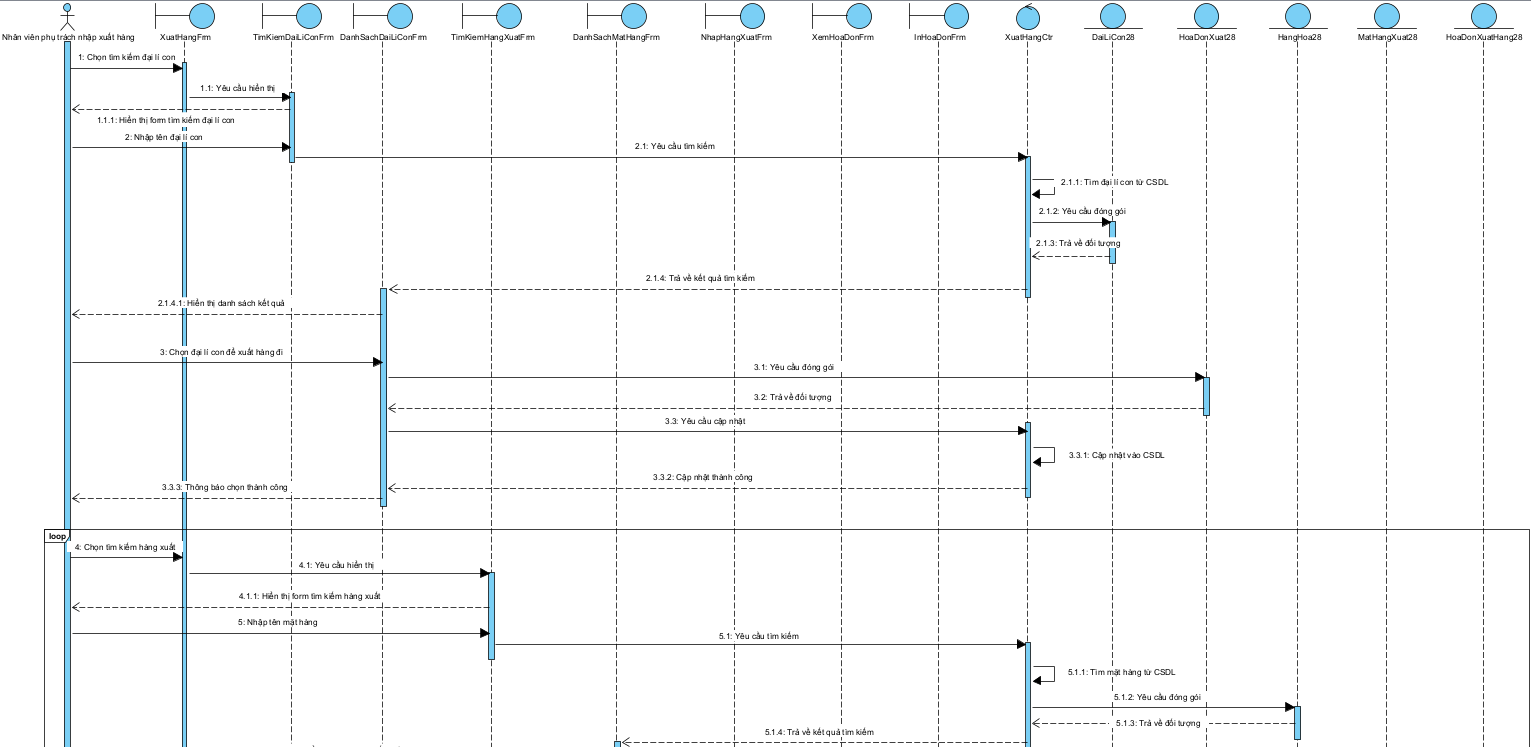 Nhân viên phụ trách nhập xuất hàng
XuatHangFrm
TimKiemDaiLiConFrm
DanhSachDaiLiConFrm
TimKiemHangXuatFrm
DanhSachMatHangFrm
NhapHangXuatFrm
XemHoaDonFrm
InHoaDonFrm
XuatHangCtr
DaiLiCon28
HoaDonXuat28
HangHoa28
MatHangXuat28
HoaDonXuatHang28
1: Chọn tìm kiếm đại lí con
1.1: Yêu cầu hiển thị
1.1.1: Hiển thị form tìm kiếm đại lí con
2: Nhập tên đại lí con
2.1: Yêu cầu tìm kiếm
2.1.1: Tìm đại lí con từ CSDL
2.1.2: Yêu cầu đóng gói
2.1.3: Trả về đối tượng
2.1.4: Trả về kết quả tìm kiếm
2.1.4.1: Hiển thị danh sách kết quả
3: Chọn đại lí con để xuất hàng đi
3.1: Yêu cầu đóng gói
3.2: Trả về đối tượng
3.3: Yêu cầu cập nhật
3.3.1: Cập nhật vào CSDL
3.3.2: Cập nhật thành công
3.3.3: Thông báo chọn thành công
loop
4: Chọn tìm kiếm hàng xuất
4.1: Yêu cầu hiển thị
4.1.1: Hiển thị form tìm kiếm hàng xuất
5: Nhập tên mặt hàng
5.1: Yêu cầu tìm kiếm
5.1.1: Tìm mặt hàng từ CSDL
5.1.2: Yêu cầu đóng gói
5.1.3: Trả về đối tượng
5.1.4: Trả về kết quả tìm kiếm